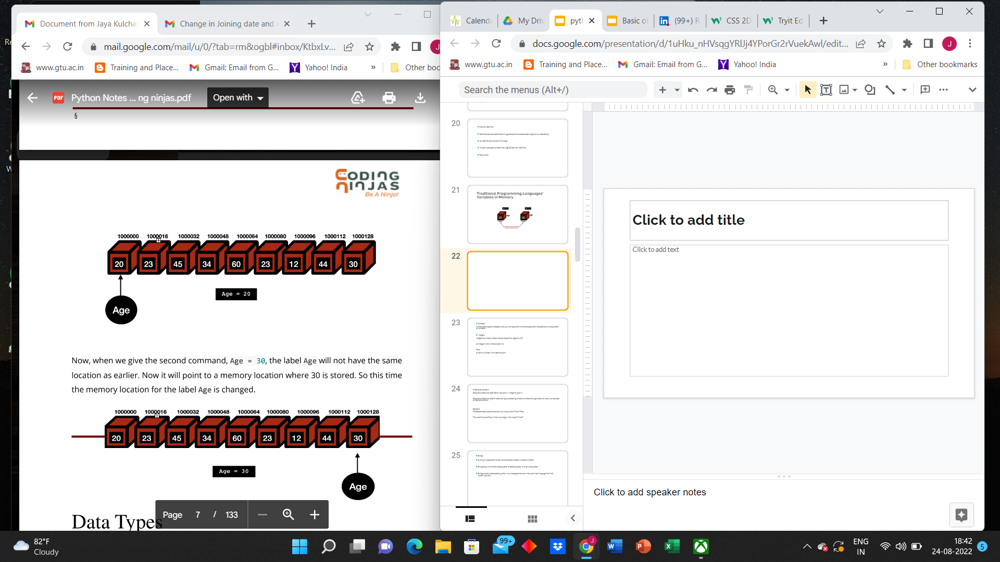 Document from Jaya Kulchan
Change in Joining date and
mail.google.com/mail/u/0/?tab=rm&ogbl#inbox/KtbxLv...
www.gtu.ac.in
Training and Place...
Gmail: Email from G...
Yahoo! India
»
Other boo
PDF
Python Notes ... ng ninjas.pdf
Open with
6
CODING
NINJAS
Be A Ninja!
1000000 1000016 1000032 1000048 1000064 1000080 1000096 1000112 1000128
20 23 45 34 60 23 12 44 30
Age = 20
Age
Now, when we give the second command, Age = 30, the label Age will not have the same
location as earlier. Now it will point to a memory location where 30 is stored. So this time
the memory location for the label Age is changed.
1000000 1000016 1000032 1000048 1000064 1000080 1000096 1000112 1000128
20 23 45 34 60 23 12 44 30
Age = 30
Age
Data Types
Page 7 / 133
Calenda
My Driv
pyth
Basic of
in
(99+) R
CSS 2D
Tryit Ed
docs.google.com/presentation/d/1uHku_nHVsqgYRlJj4YPorGr2rVuekAwl/edit...
J
www.gtu.ac.in
Training and Place...
Gmail: Email from G...
Yahoo! India
»
Other bookmarks
Search the menus (Alt+/)
20
21
Traditional Programming Languages'
Variables in Memory
22
23
24
25
Click to add title
Click to add text
Click to add speaker notes
82°F
Cloudy
99+
ENG
IN
18:42
24-08-2022
5